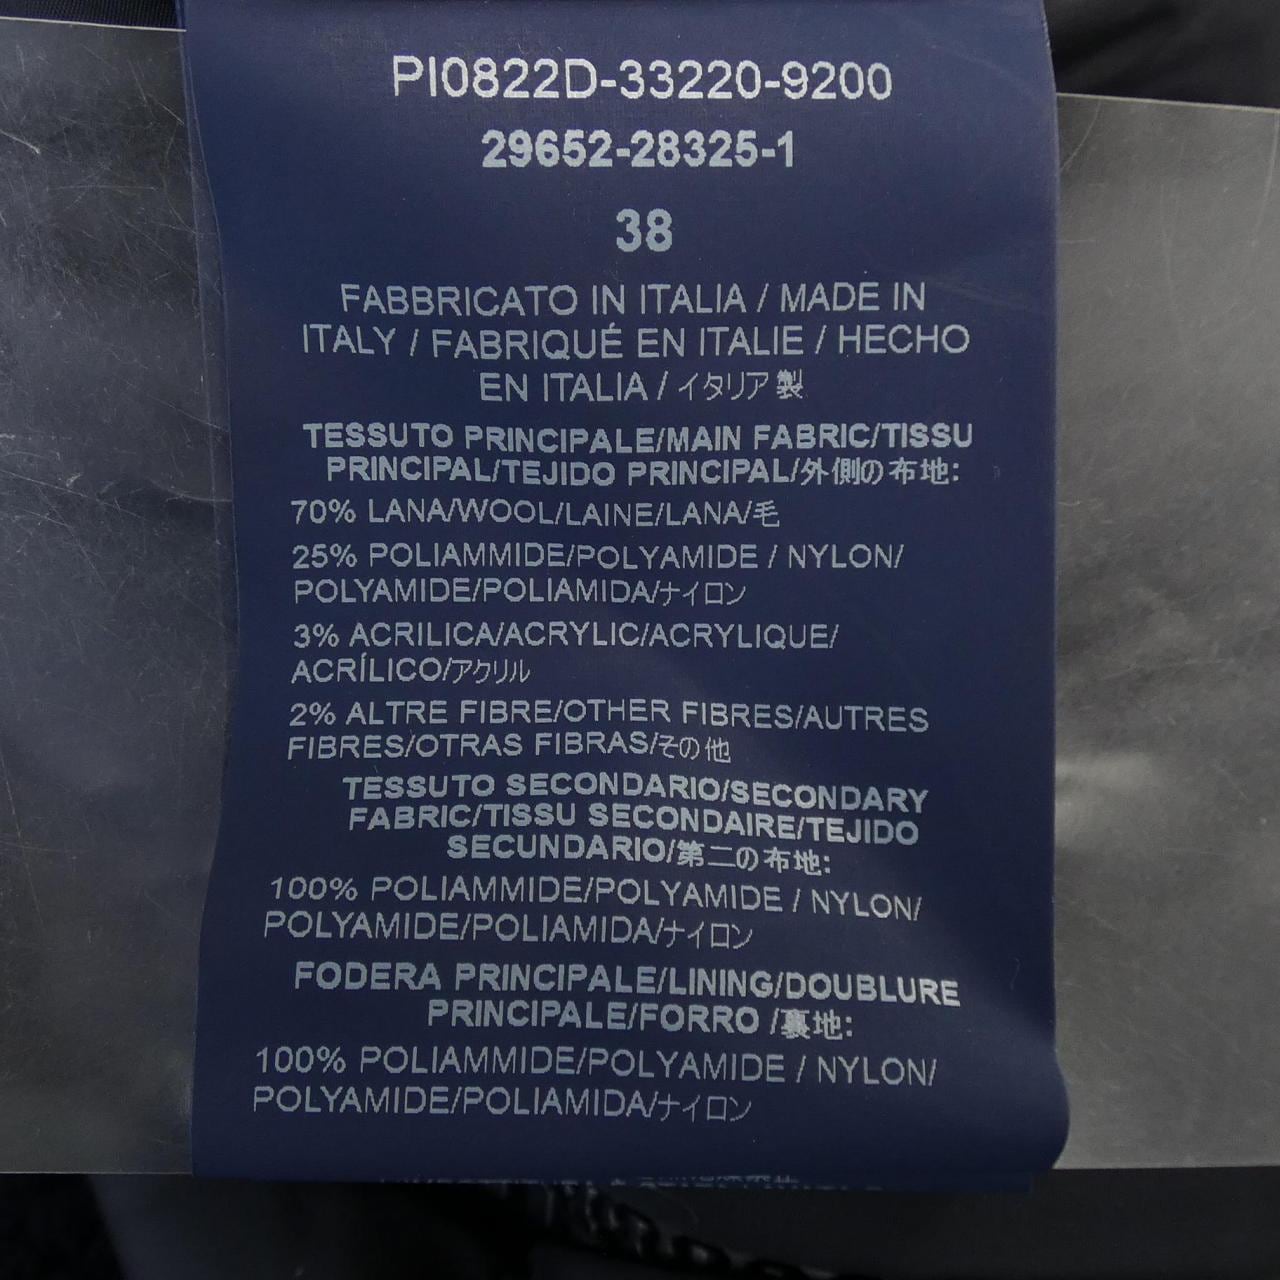 PI0822D-33220-9200
29652-28325-1
38
FABBRICATO IN ITALIA / MADE IN
ITALY / FABRIQUÉ EN ITALIE / HECHO
EN ITALIA / イタリア製
TESSUTO PRINCIPALE/MAIN FABRIC/TISSU
PRINCIPAL/TEJIDO PRINCIPAL/外側の布地:
70% LANA/WOOL/LAINE/LANA/毛
25% POLIAMMIDE/POLYAMIDE / NYLON/
POLYAMIDE/POLIAMIDA/ナイロン
3% ACRILICA/ACRYLIC/ACRYLIQUE/
ACRÍLICO/アクリル
2% ALTRE FIBRE/OTHER FIBRES/AUTRES
FIBRES/OTRAS FIBRAS/その他
TESSUTO SECONDARIO/SECONDARY
FABRIC/TISSU SECONDAIRE/TEJIDO
SECUNDARIO/第二の布地:
100% POLIAMMIDE/POLYAMIDE / NYLON/
POLYAMIDE/POLIAMIDA/ナイロン
FODERA PRINCIPALE/LINING/DOUBLURE
PRINCIPALE/FORRO /裏地:
100% POLIAMMIDE/POLYAMIDE / NYLON/
POLYAMIDE/POLIAMIDA/ナイロン